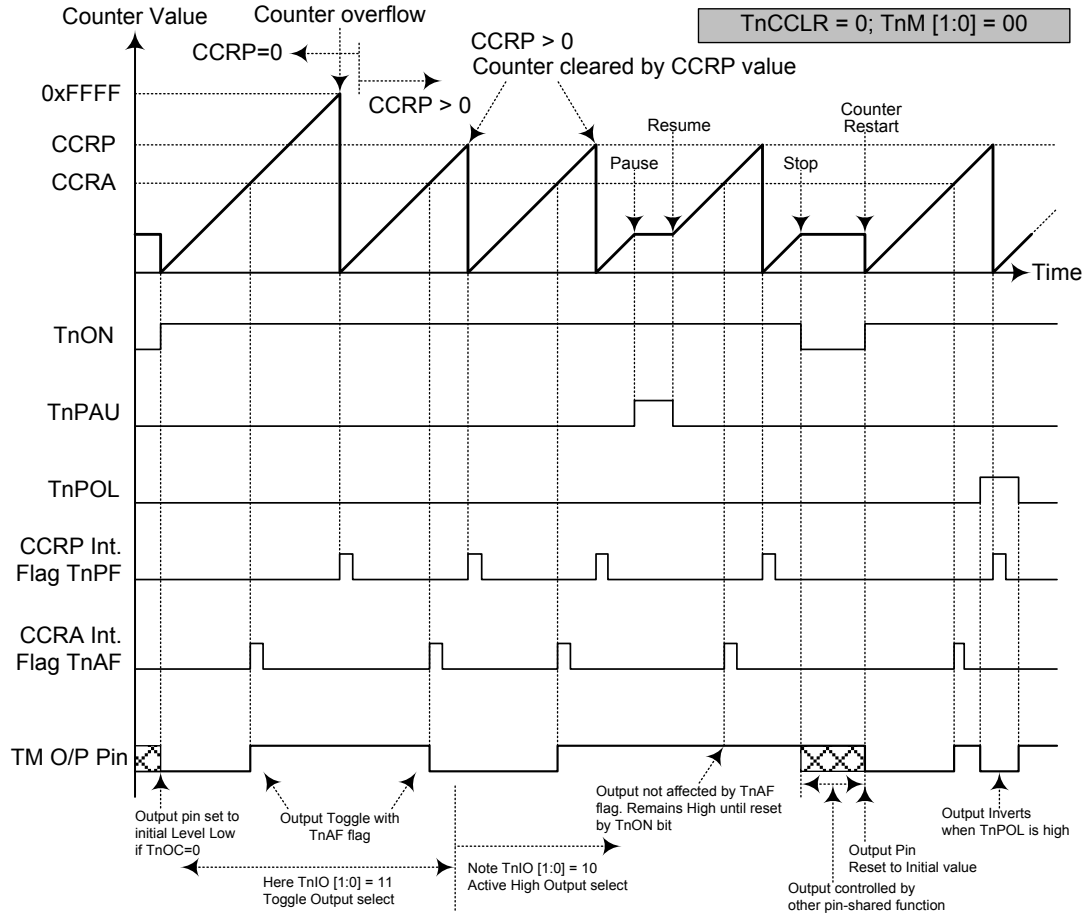 Counter Value
Counter overflow
TnCCLR = 0; TnM [1:0] = 00
CCRP=0
CCRP > 0
CCRP > 0
Counter cleared by CCRP value
0xFFFF
CCRP
CCRA
Pause
Resume
Stop
Counter
Restart
Time
TnON
TnPAU
TnPOL
CCRP Int.
Flag TnPF
CCRA Int.
Flag TnAF
TM O/P Pin
Output pin set to
initial Level Low
if TnOC=0
Output Toggle with
TnAF flag
Output not affected by TnAF
flag. Remains High until reset
by TnON bit
Output Inverts
when TnPOL is high
Here TnIO [1:0] = 11
Toggle Output select
Note TnIO [1:0] = 10
Active High Output select
Output Pin
Reset to Initial value
Output controlled by
other pin-shared function